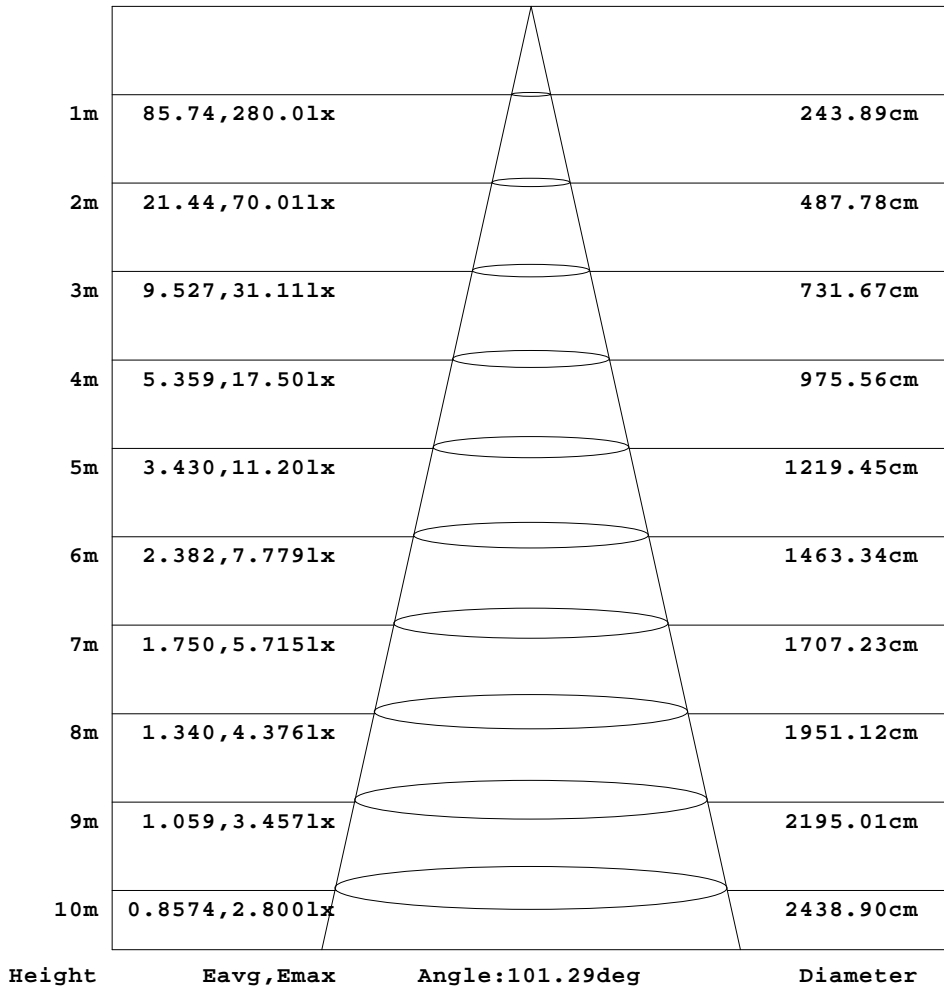 1m 85.74,280.0lx 243.89cm
2m 21.44,70.01lx 487.78cm
3m 9.527,31.11lx 731.67cm
4m 5.359,17.50lx 975.56cm
5m 3.430,11.20lx 1219.45cm
6m 2.382,7.779lx 1463.34cm
7m 1.750,5.715lx 1707.23cm
8m 1.340,4.376lx 1951.12cm
9m 1.059,3.457lx 2195.01cm
10m 0.8574,2.800lx 2438.90cm
Height Eavg,Emax Angle:101.29deg Diameter